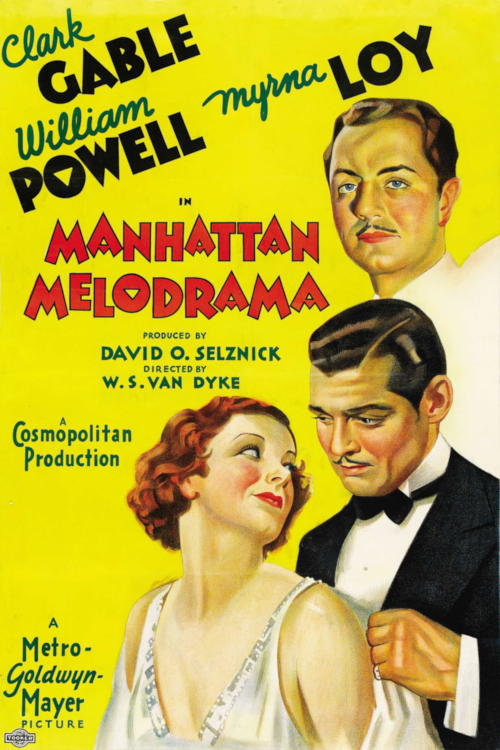 Clark
GABLE
William
POWELL
Myrna LOY
IN
MANHATTAN
MELODRAMA
PRODUCED BY
DAVID O. SELZNICK
DIRECTED BY
W. S. VAN DYKE
A
Cosmopolitan
Production
A
Metro-
Goldwyn-
Mayer
PICTURE
TOOKER